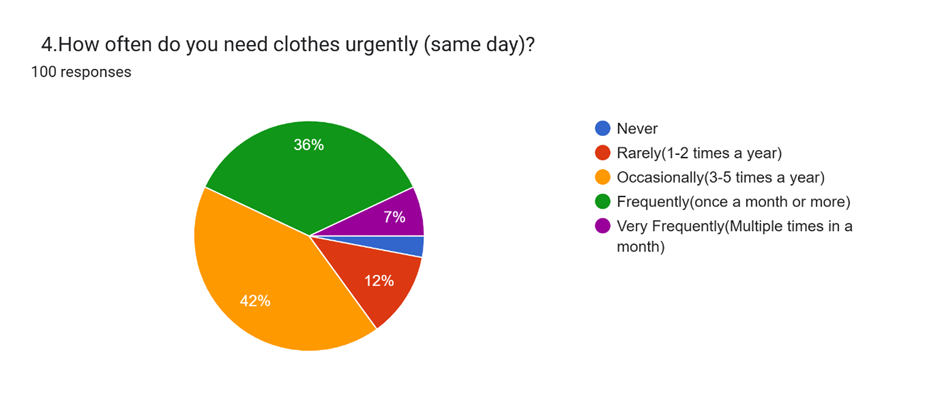 4.How often do you need clothes urgently (same day)?
100 responses
36%
7%
12%
42%
Never
Rarely(1-2 times a year)
Occasionally(3-5 times a year)
Frequently(once a month or more)
Very Frequently(Multiple times in a
month)